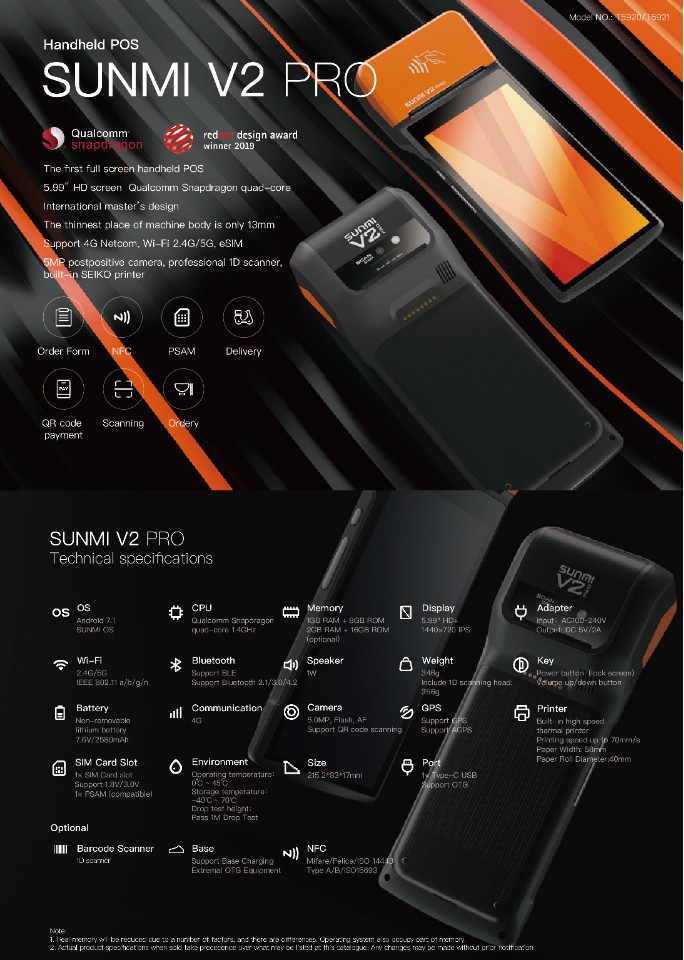 Model NO.: T5920/T5921
Handheld POS
SUNMI V2 PRO
Qualcomm
snapdragon
reddot design award
winner 2019
The first full screen handheld POS
5.99" HD screen Qualcomm Snapdragon quad-core
International master's design
The thinnest place of machine body is only 13mm
Support 4G Netcom, Wi-Fi 2.4G/5G, eSIM
5MP postpositive camera, professional 1D scanner,
built-in SEIKO printer
SUNMI V2 PRO
SUNMI
V2 PRO
SCAN
Order Form
NFC
PSAM
Delivery
PAY
QR code
payment
Scanning
Ordery
SUNMI V2 PRO
Technical specifications
SUNMI
V2 PRO
SCAN
OS
OS
Android 7.1
SUNMI OS
CPU
Qualcomm Snapdragon
quad-core 1.4GHz
Memory
1GB RAM + 8GB ROM
2GB RAM + 16GB ROM
(optional)
Display
5.99" HD+
1440×720 IPS
Adapter
Input: AC100-240V
Output: DC 5V/2A
Wi-Fi
2.4G/5G
IEEE 802.11 a/b/g/n
Bluetooth
Support BLE
Support Bluetooth 2.1/3.0/4.2
Speaker
1W
Weight
346g
Include 1D scanning head:
356g
Key
Power button (lock screen)
Volume up/down button
Battery
Non-removable
lithium battery
7.6V/2580mAh
Communication
4G
Camera
5.0MP, Flash, AF
Support QR code scanning
GPS
Support GPS
Support AGPS
Printer
Built-in high speed
thermal printer
Printing speed up to 70mm/s
Paper Width: 58mm
Paper Roll Diameter:40mm
SIM Card Slot
1x SIM Card slot
Support 1.8V/3.0V
1x PSAM (compatible)
Environment
Operating temperature:
0℃ ~ 45℃
Storage temperature:
-40℃ ~ 70℃
Drop test height:
Pass 1M Drop Test
Size
215.2*83*17mm
Port
1x Type-C USB
Support OTG
Optional
Barcode Scanner
1D scanner
Base
Support Base Charging
Extremal OTG Equipment
NFC
Mifare/Felica/ISO 14443
Type A/B/ISO15693
Note:
1. Real memory will be reduced due to a number of factors, and there are differences. Operating system also occupy part of memory.
2. Actual product specifications when sold take precedence over what may be listed at this catalogue. Any changes may be made without prior notification